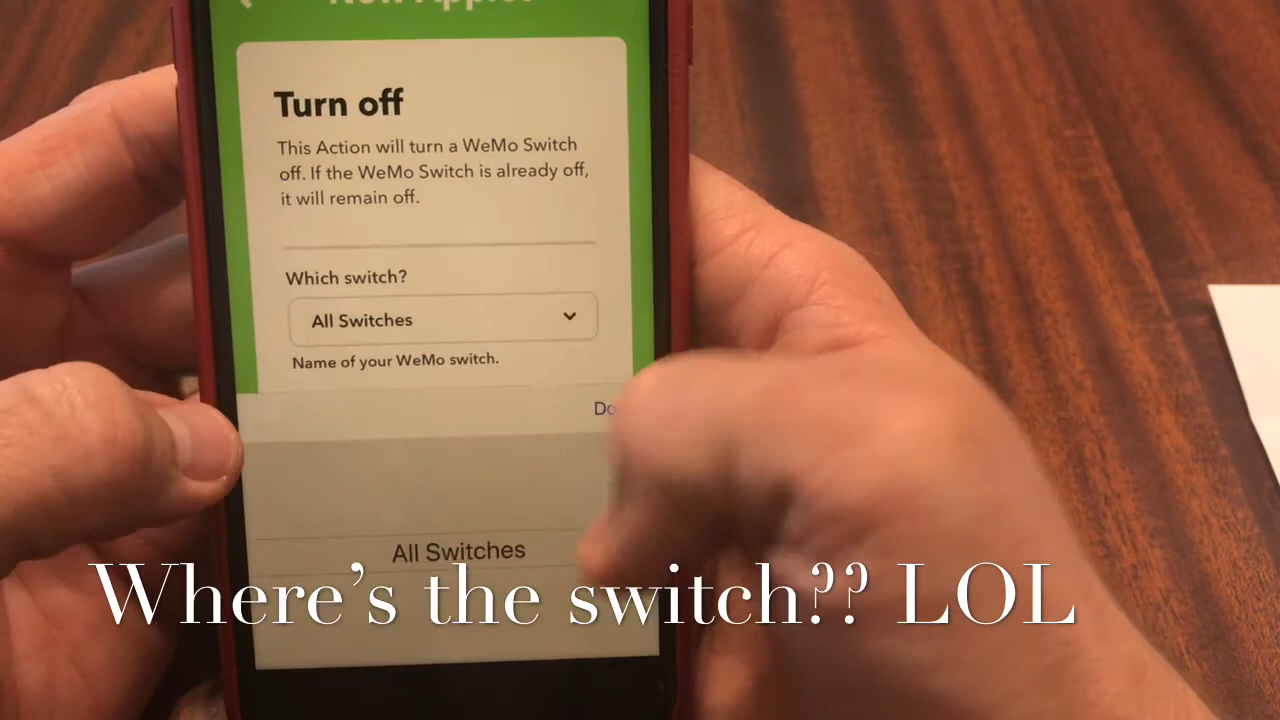 Turn off
This Action will turn a WeMo Switch
off. If the WeMo Switch is already off,
it will remain off.
Which switch?
All Switches
Name of your WeMo switch.
All Switches
Where's the switch?? LOL